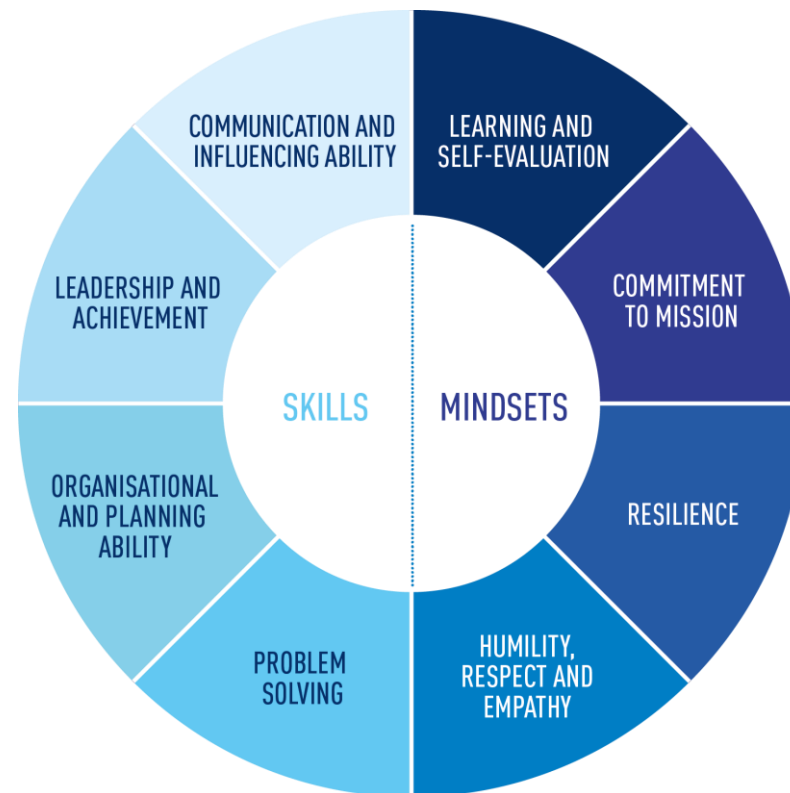 COMMUNICATION AND
INFLUENCING ABILITY
LEARNING AND
SELF-EVALUATION
LEADERSHIP AND
ACHIEVEMENT
COMMITMENT
TO MISSION
SKILLS
MINDSETS
ORGANISATIONAL
AND PLANNING
ABILITY
RESILIENCE
PROBLEM
SOLVING
HUMILITY,
RESPECT AND
EMPATHY